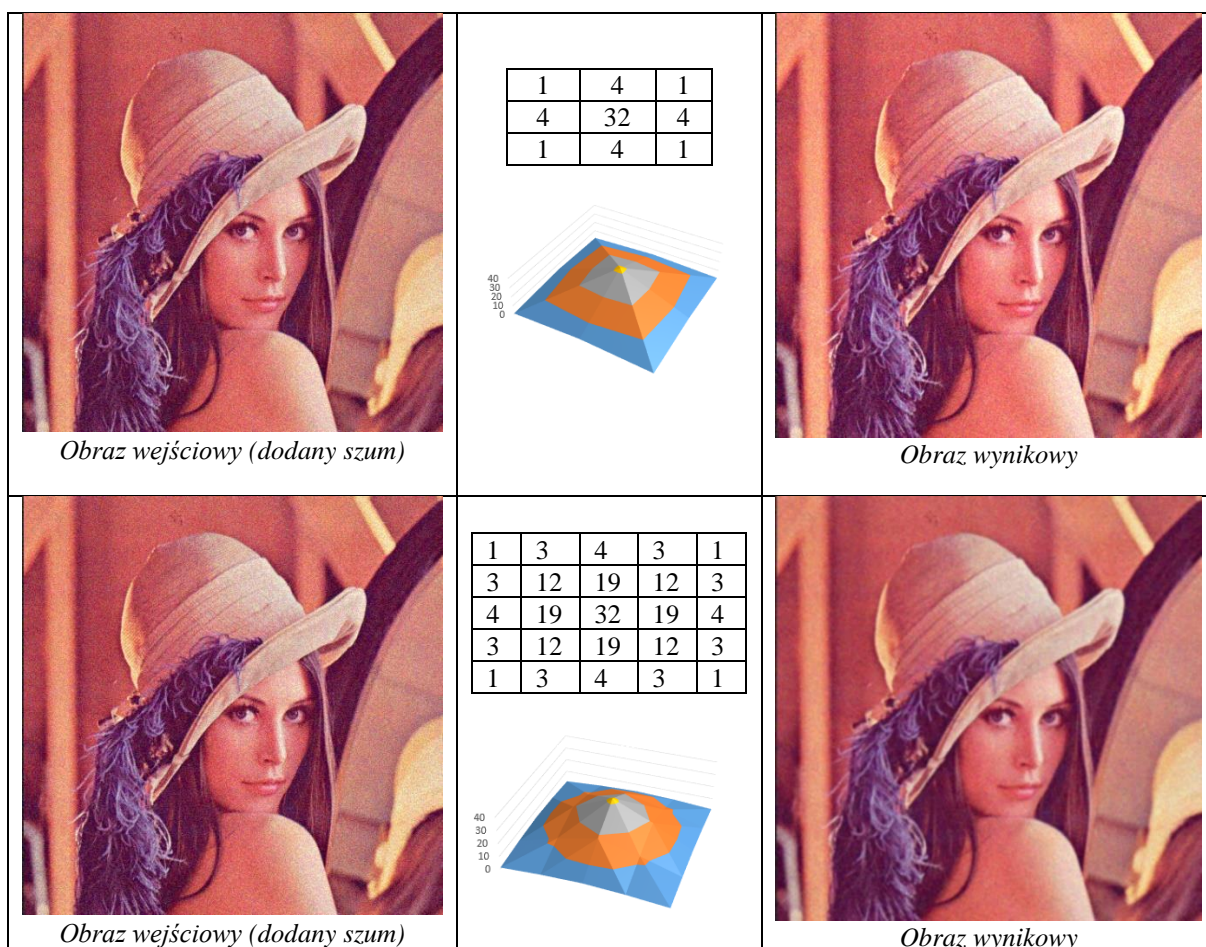 1 4 1
4 32 4
1 4 1
40
30
20
10
0
Obraz wejściowy (dodany szum)
Obraz wynikowy
1 3 4 3 1
3 12 19 12 3
4 19 32 19 4
3 12 19 12 3
1 3 4 3 1
40
30
20
10
0
Obraz wejściowy (dodany szum)
Obraz wynikowy